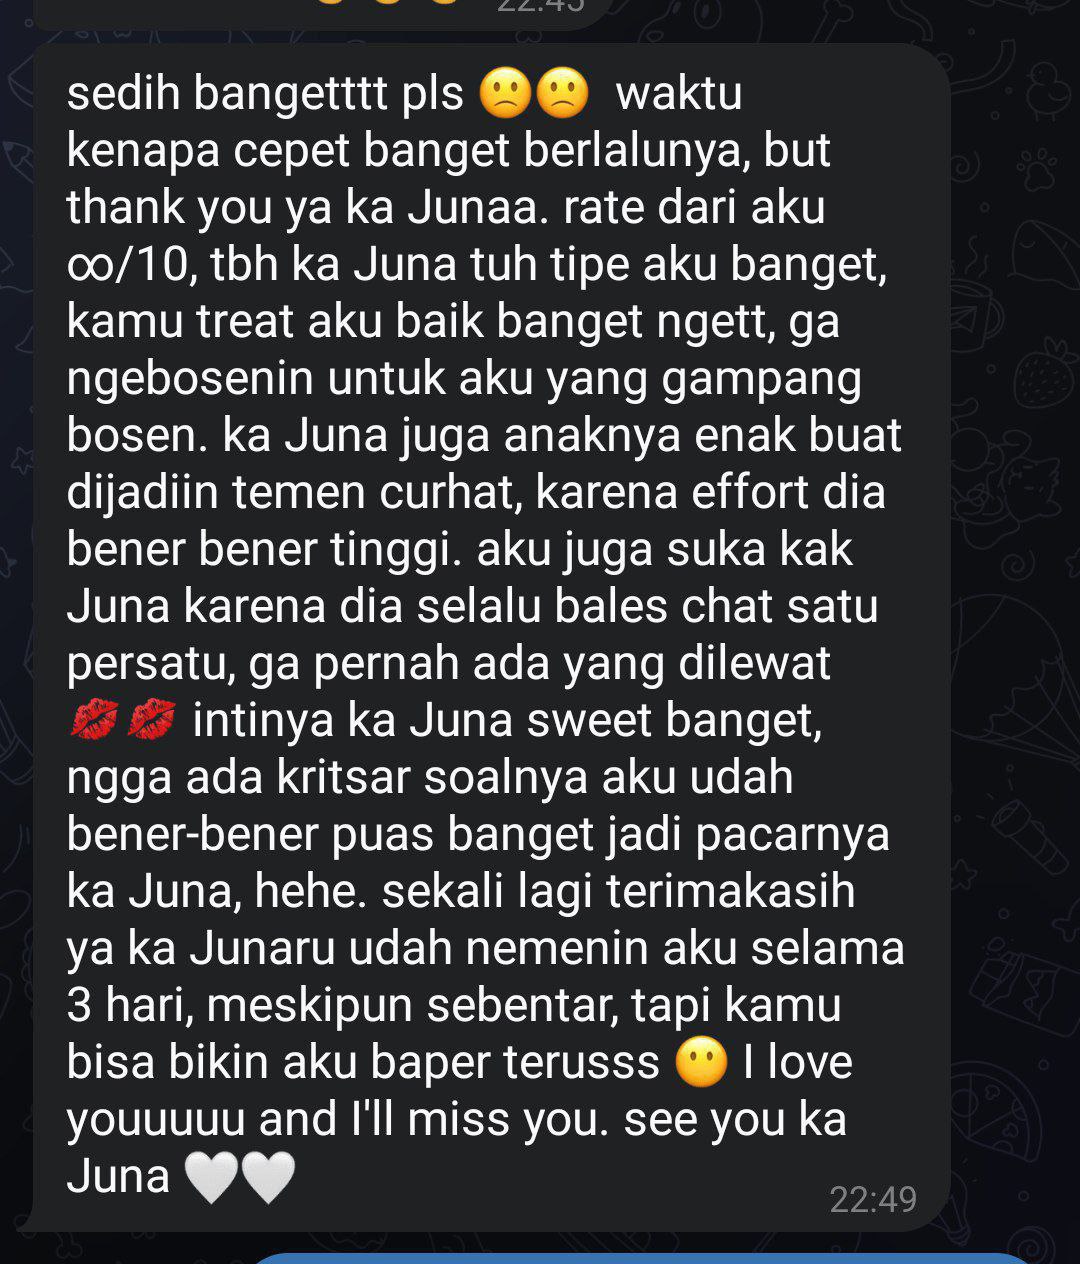 22:45
sedih bangetttt pls 🙁🙁 waktu
kenapa cepet banget berlalunya, but
thank you ya ka Junaa. rate dari aku
∞/10, tbh ka Juna tuh tipe aku banget,
kamu treat aku baik banget ngett, ga
ngebosenin untuk aku yang gampang
bosen. ka Juna juga anaknya enak buat
dijadiin temen curhat, karena effort dia
bener bener tinggi. aku juga suka kak
Juna karena dia selalu bales chat satu
persatu, ga pernah ada yang dilewat
💋💋 intinya ka Juna sweet banget,
ngga ada kritsar soalnya aku udah
bener-bener puas banget jadi pacarnya
ka Juna, hehe. sekali lagi terimakasih
ya ka Junaru udah nemenin aku selama
3 hari, meskipun sebentar, tapi kamu
bisa bikin aku baper terusss 😶 I love
youuuuu and I'll miss you. see you ka
Juna 🤍🤍
22:49